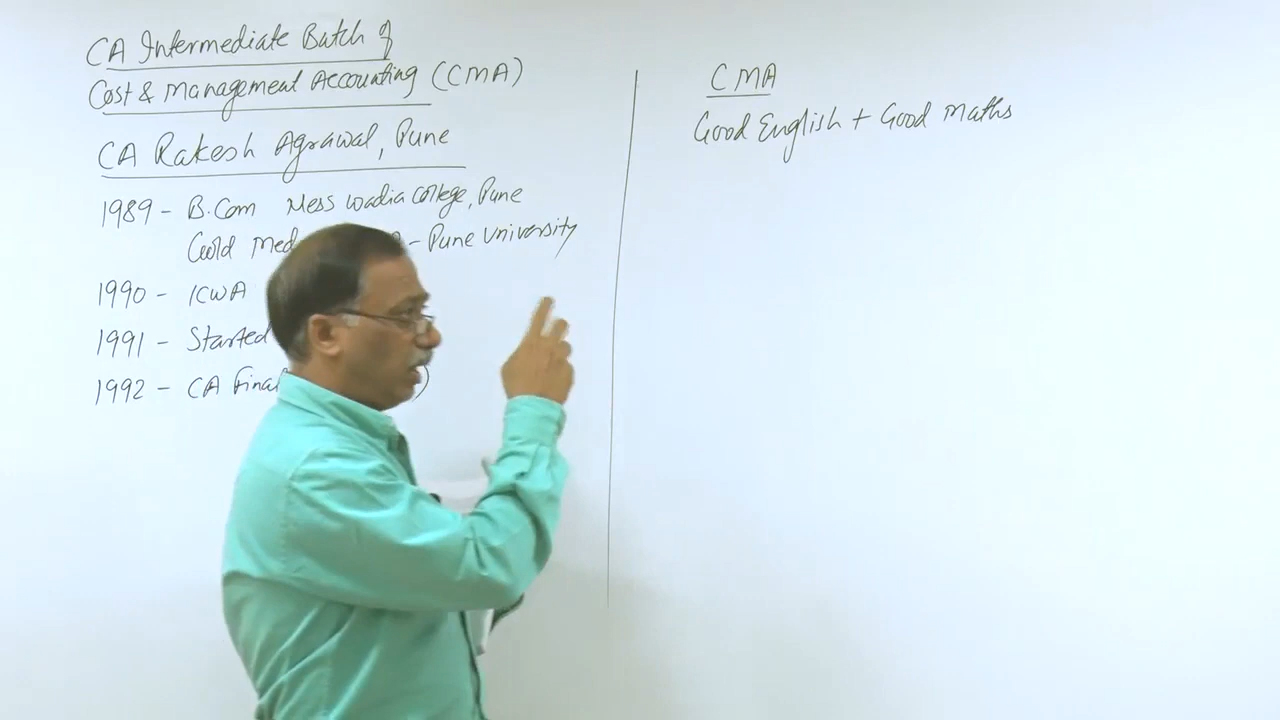 CA Intermediate Batch of
Cost & Management Accounting (CMA)
CA Rakesh Agrawal, Pune
1989 - B.Com Ness Wadia College, Pune
Gold Med - Pune University
1990 - ICWA
1991 - Started
1992 - CA Final )
CMA
Good English + Good Maths